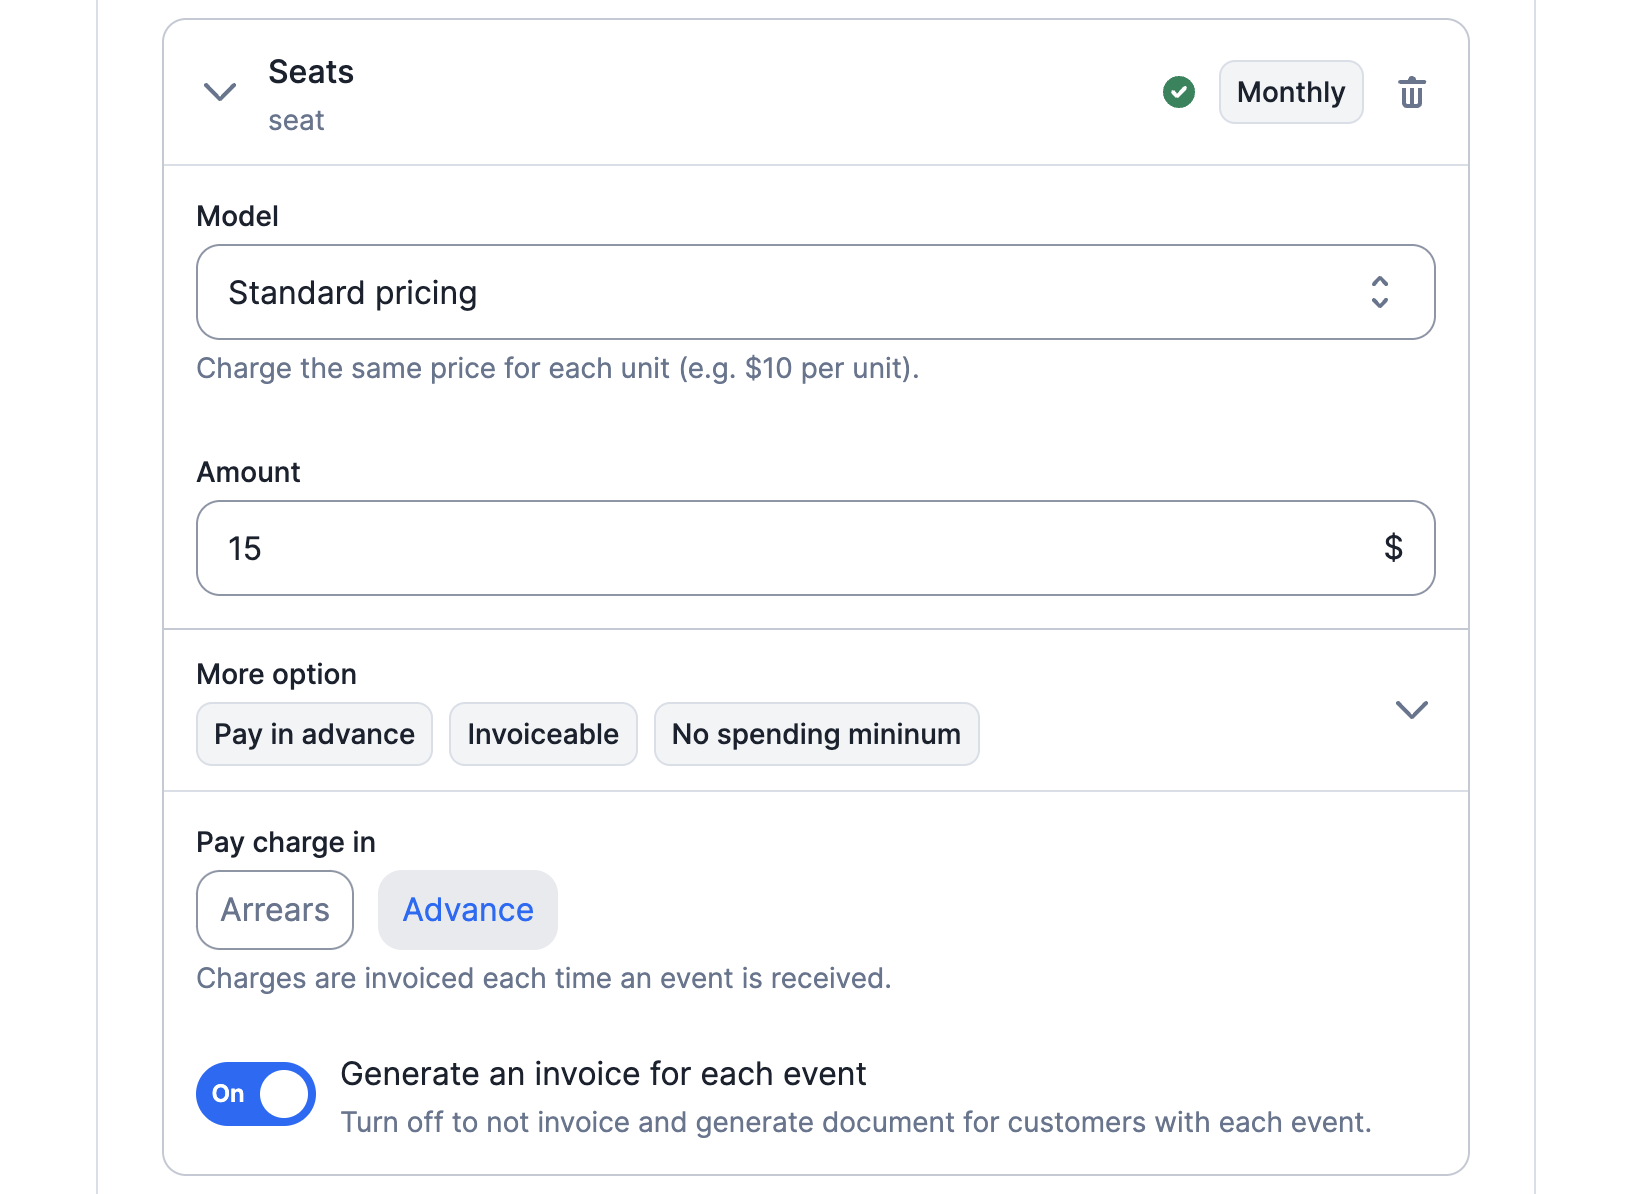 Seats
seat
Monthly
Model
Standard pricing
Charge the same price for each unit (e.g. $10 per unit).
Amount
15 $
More option
Pay in advance Invoiceable No spending mininum
Pay charge in
Arrears Advance
Charges are invoiced each time an event is received.
On Generate an invoice for each event
Turn off to not invoice and generate document for customers with each event.